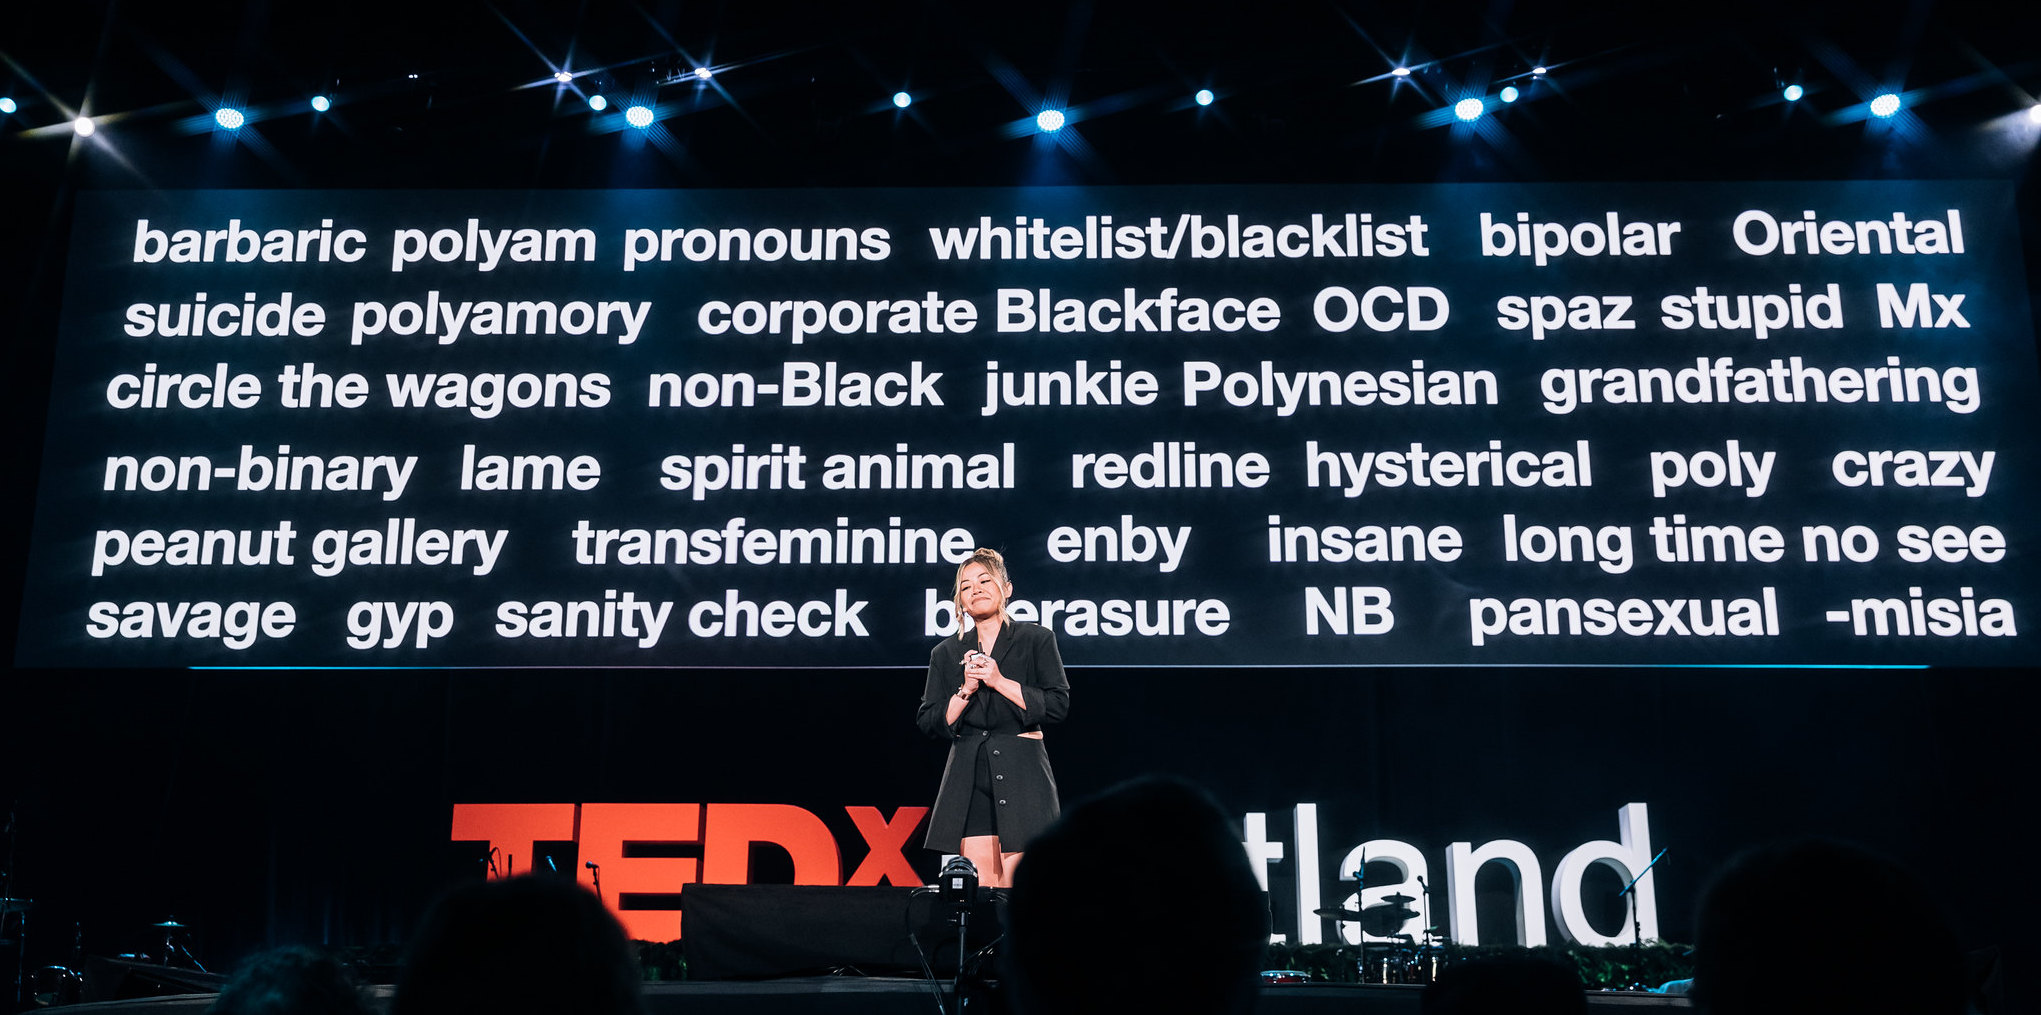 barbaric polyam pronouns whitelist/blacklist bipolar Oriental
suicide polyamory corporate Blackface OCD spaz stupid Mx
circle the wagons non-Black junkie Polynesian grandfathering
non-binary lame spirit animal redline hysterical poly crazy
peanut gallery transfeminine enby insane long time no see
savage gyp sanity check erasure NB pansexual -misia
TEDx tland